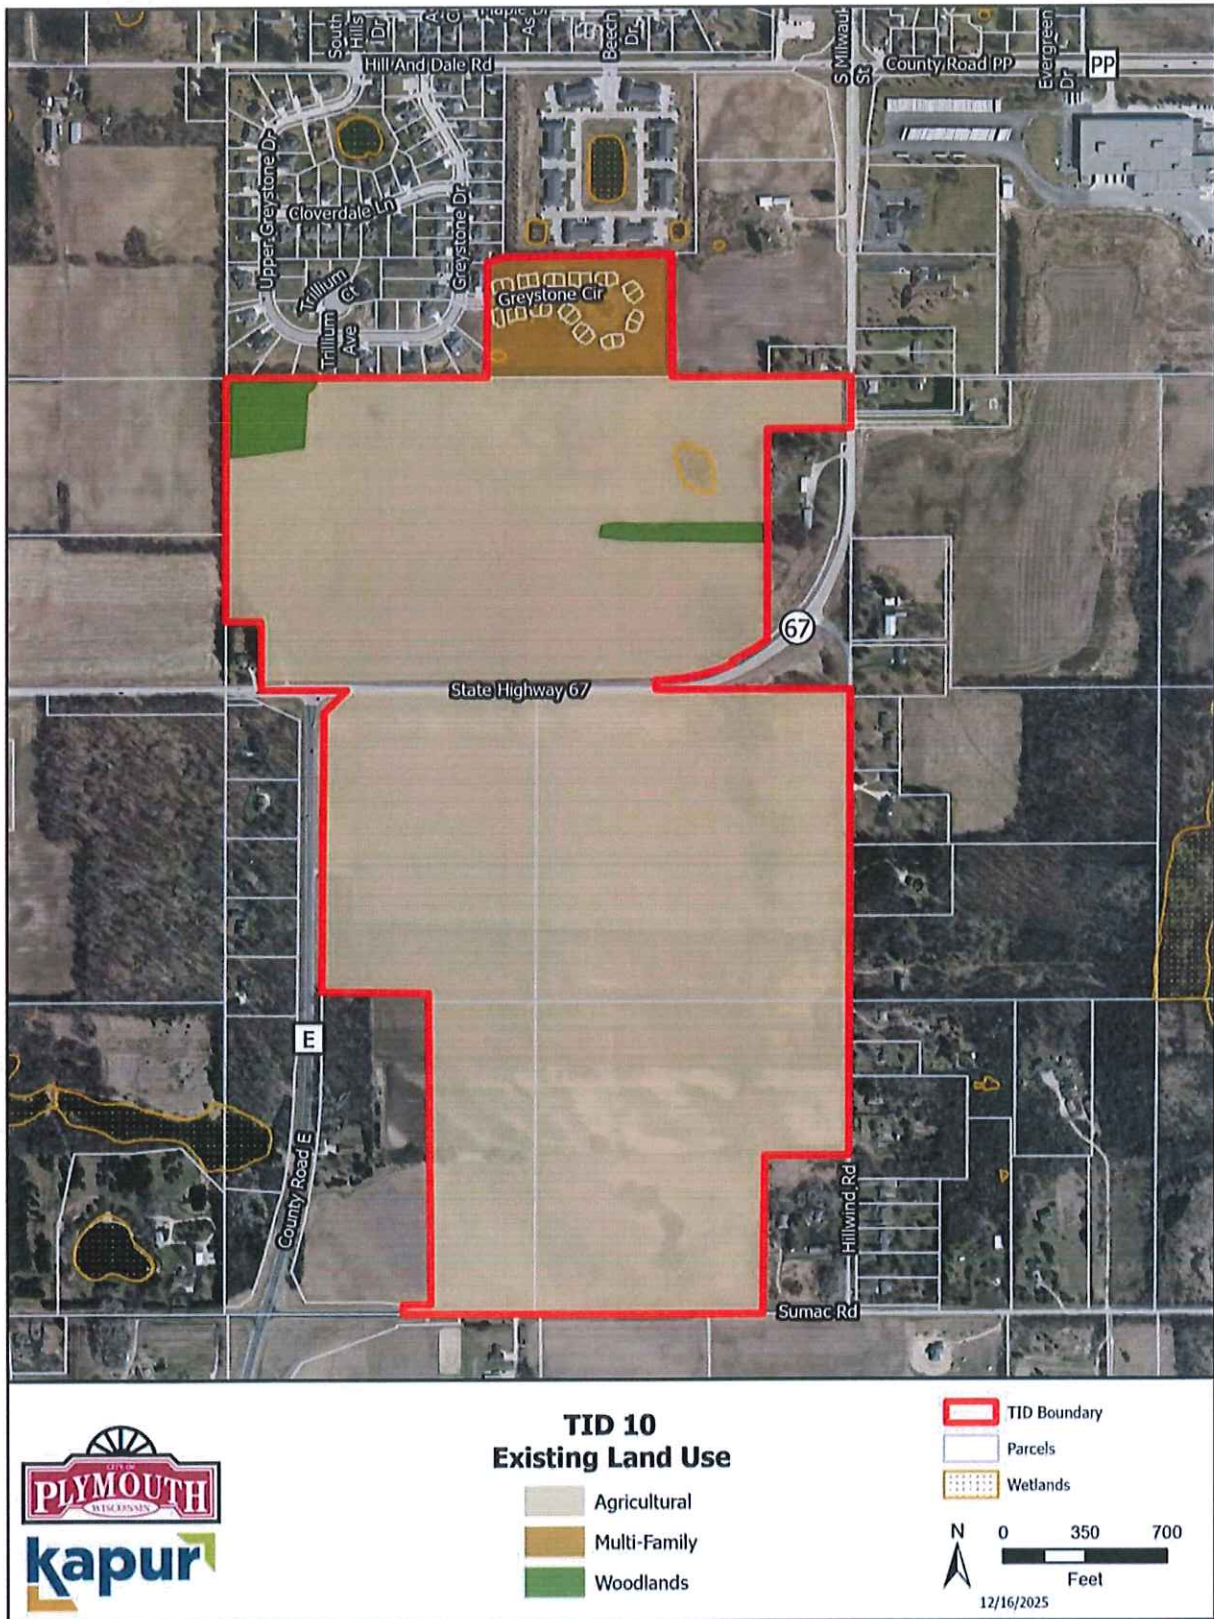 South
Hills
Dr
As
Dr
Beech
Dr
Hill And Dale Rd
S Milwauk
St
County Road PP
Evergreen
Dr
PP
Upper Greystone Dr
Cloverdale Ln
Greystone Dr
Trillium
Ct
Trillium
Ave
Greystone Cir
67
State Highway 67
E
County Road E
Hillwind Rd
Sumac Rd
CITY OF
PLYMOUTH
WISCONSIN
kapur
TID 10
Existing Land Use
Agricultural
Multi-Family
Woodlands
TID Boundary
Parcels
Wetlands
N
0 350 700
Feet
12/16/2025